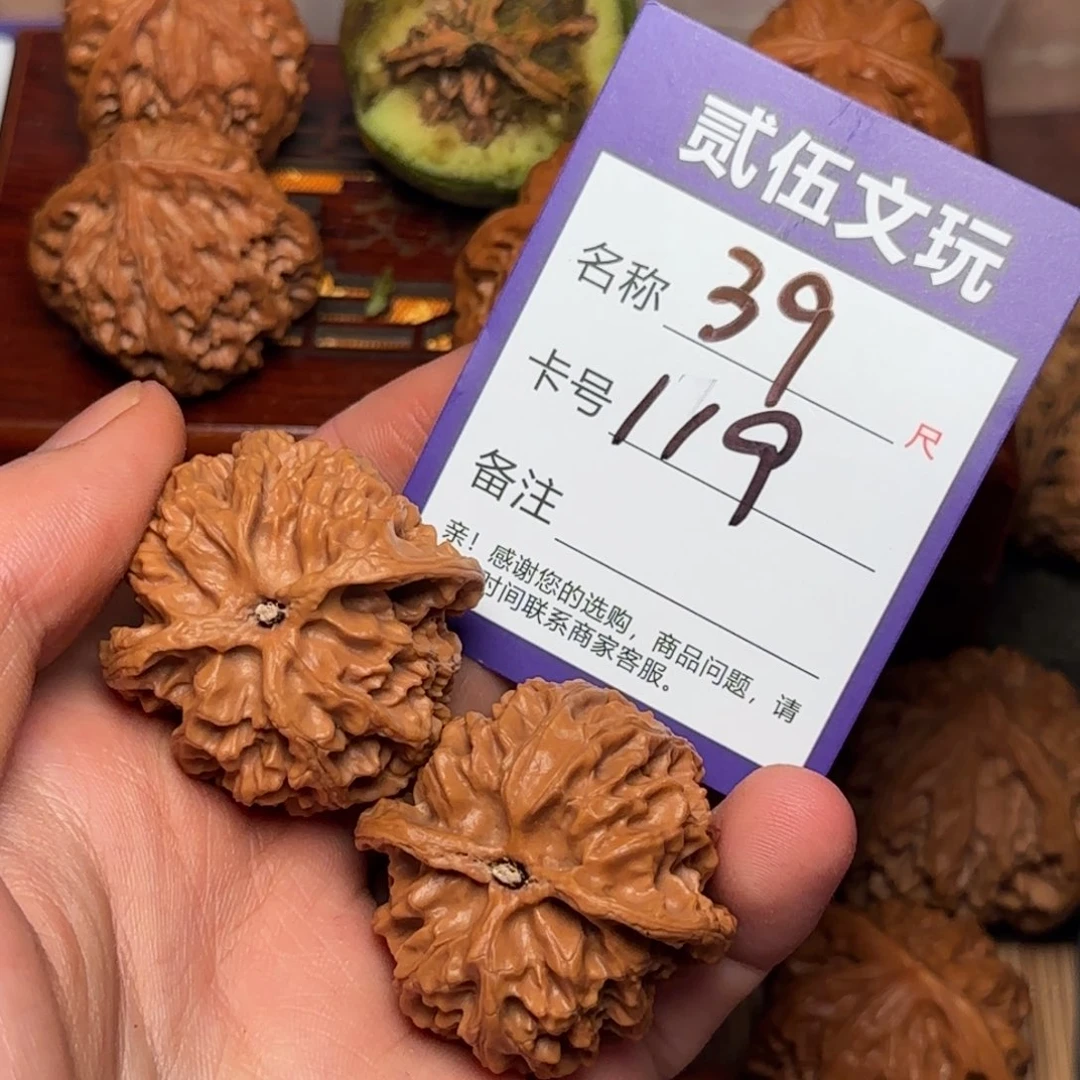 贰伍文玩
名称 39 尺
卡号 119
备注
亲！感谢您的选购，商品问题，请
时间联系商家客服。